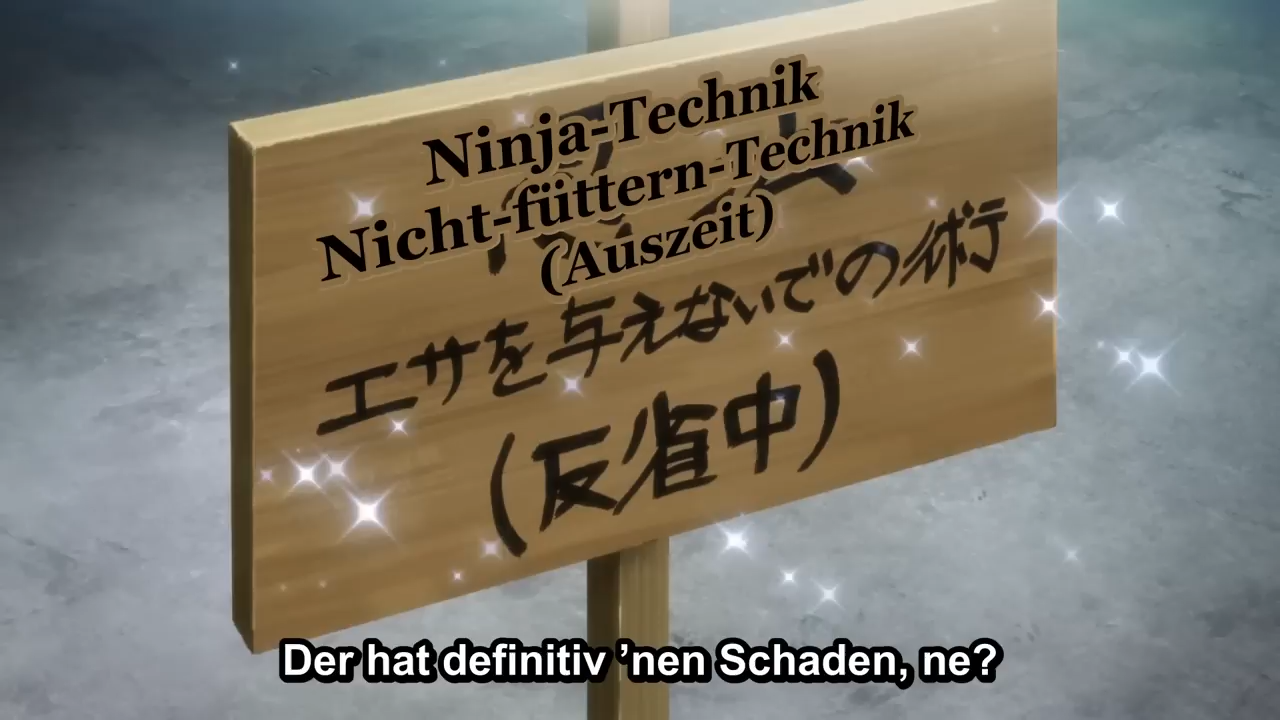 Ninja-Technik
Nicht-füttern-Technik
(Auszeit)
エサを与えないでの術
(反省中)
Der hat definitiv ’nen Schaden, ne?